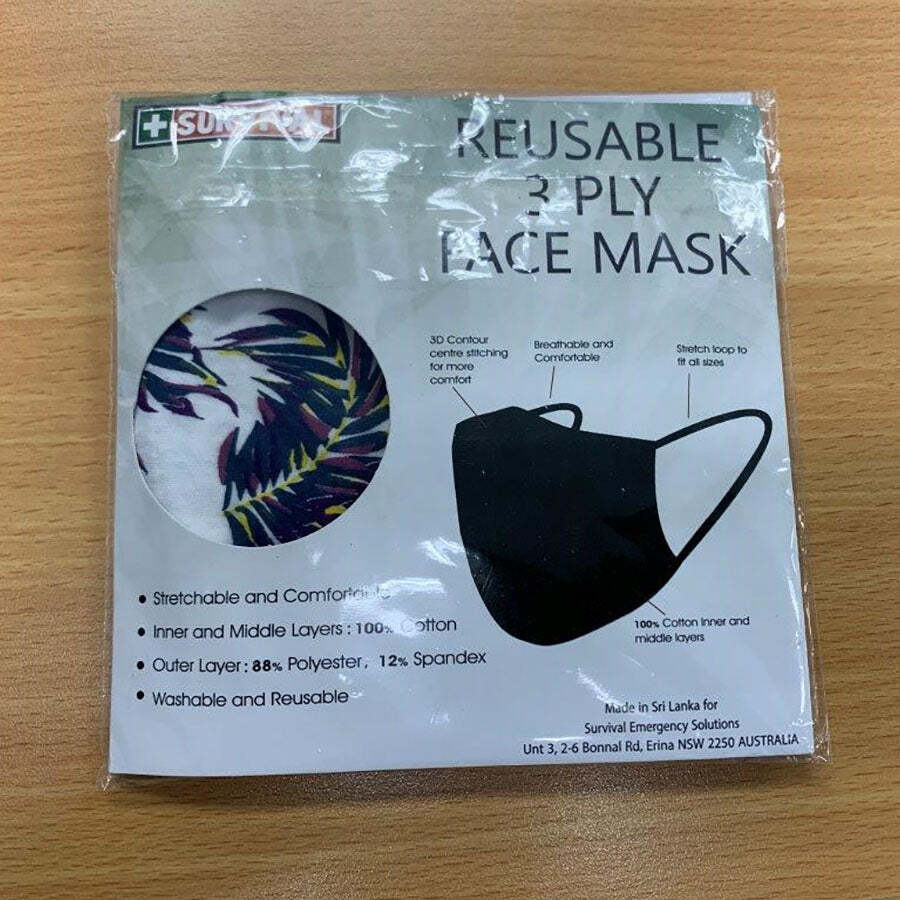 SURVIVAL
REUSABLE
3 PLY
FACE MASK
3D Contour
centre stitching
for more
comfort
Breathable and
Comfortable
Stretch loop to
fit all sizes
• Stretchable and Comfortable
• Inner and Middle Layers : 100% Cotton
• Outer Layer : 88% Polyester, 12% Spandex
• Washable and Reusable
100% Cotton Inner and
middle layers
Made in Sri Lanka for
Survival Emergency Solutions
Unt 3, 2-6 Bonnal Rd, Erina NSW 2250 AUSTRALIA